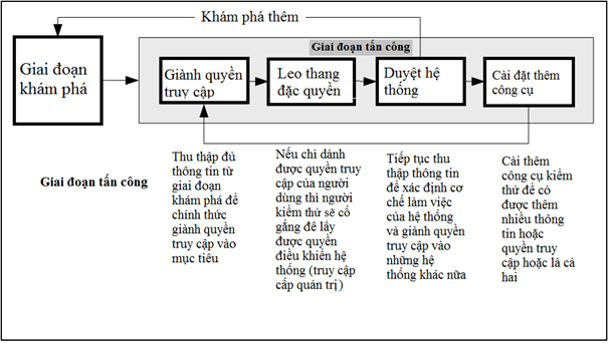 Khám phá thêm
Giai đoạn tấn công
Giai đoạn
khám phá
Giành quyền
truy cập
Leo thang
đặc quyền
Duyệt hệ
thống
Cài đặt thêm
công cụ
Giai đoạn tấn công
Thu thập đủ
thông tin từ
giai đoạn
khám phá để
chính thức
giành quyền
truy cập vào
mục tiêu
Nếu chỉ dành
được quyền truy
cập của người
dùng thì người
kiểm thử sẽ cố
gắng để lấy
được quyền
điều khiển hệ
thống (truy cập
cấp quản trị)
Tiếp tục thu
thập thông tin
để xác định cơ
chế làm việc
của hệ thống
và giành quyền
truy cập vào
những hệ
thống khác nữa
Cài thêm
công cụ kiểm
thử để có
được thêm
nhiều thông
tin hoặc
quyền truy
cập hoặc là cả
hai